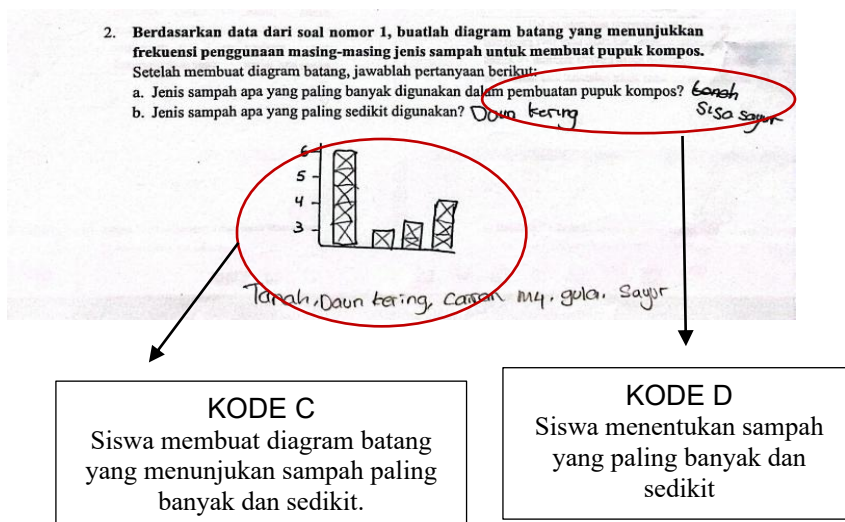 2. Berdasarkan data dari soal nomor 1, buatlah diagram batang yang menunjukkan
frekuensi penggunaan masing-masing jenis sampah untuk membuat pupuk kompos.
Setelah membuat diagram batang, jawablah pertanyaan berikut:
a. Jenis sampah apa yang paling banyak digunakan dalam pembuatan pupuk kompos? tanah
Sisa sayur
b. Jenis sampah apa yang paling sedikit digunakan? Daun kering
6
5
4
3
Tanah, Daun kering, gula. Sayur
KODE C
Siswa membuat diagram batang
yang menunjukan sampah paling
banyak dan sedikit.
KODE D
Siswa menentukan sampah
yang paling banyak dan
sedikit